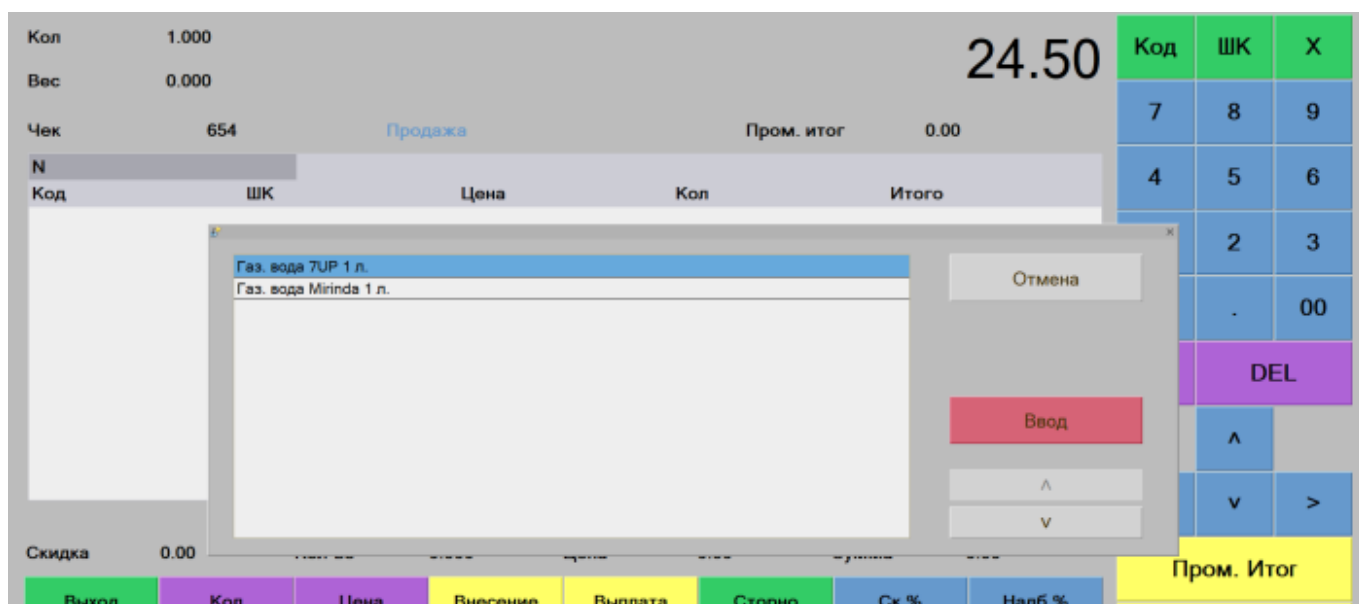 Кол 1.000
24.50
Вес 0.000
Чек 654 Продажа Пром. итог 0.00
N
Код ШК Цена Кол Итого
Газ. вода 7UP 1 л.
Газ. вода Mirinda 1 л.
Отмена
Ввод
^
v
Скидка 0.00
Выход Кол Цена Внесение Выплата Сторно Ск % Надб %
Код ШК X
7 8 9
4 5 6
2 3
. 00
DEL
^
v >
Пром. Итог